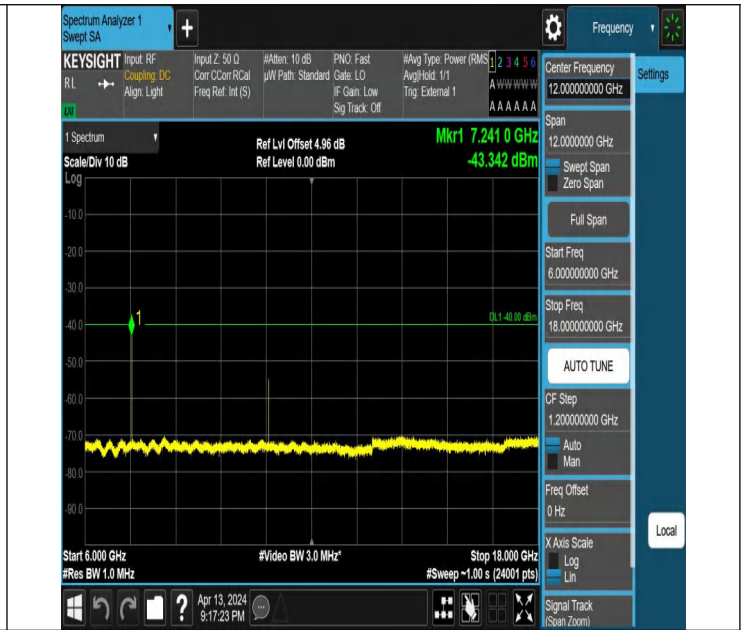 Spectrum Analyzer 1
Swept SA
+
Frequency
KEYSIGHT
RL
LXI
Input: RF
Coupling: DC
Align: Light
Input Z: 50 Ω
Corr CCorr RCal
Freq Ref: Int (S)
#Atten: 10 dB
µW Path: Standard
PNO: Fast
Gate: LO
IF Gain: Low
Sig Track: Off
#Avg Type: Power (RMS
Avg|Hold: 1/1
Trig: External 1
1 2 3 4 5 6
A W W W W W
A A A A A A
1 Spectrum
Scale/Div 10 dB
Log
Ref Lvl Offset 4.96 dB
Ref Level 0.00 dBm
Mkr1 7.241 0 GHz
-43.342 dBm
-10.0
-20.0
-30.0
-40.0
-50.0
-60.0
-70.0
-80.0
-90.0
1
DL1 -40.00 dBm
Start 6.000 GHz
#Res BW 1.0 MHz
#Video BW 3.0 MHz*
Stop 18.000 GHz
#Sweep ~1.00 s (24001 pts)
?
Apr 13, 2024
9:17:23 PM
Center Frequency
12.000000000 GHz
Settings
Span
12.0000000 GHz
Swept Span
Zero Span
Full Span
Start Freq
6.000000000 GHz
Stop Freq
18.000000000 GHz
AUTO TUNE
CF Step
1.200000000 GHz
Auto
Man
Freq Offset
0 Hz
X Axis Scale
Log
Lin
Local
Signal Track
(Span Zoom)